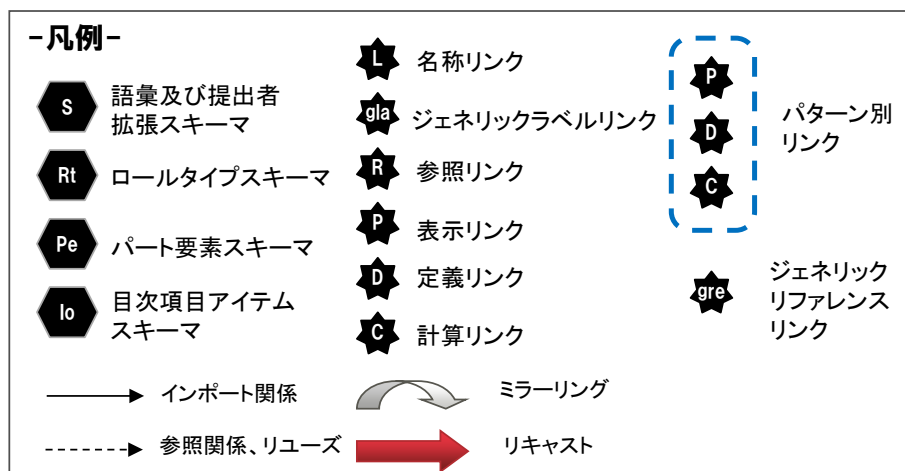 -凡例-
S
語彙及び提出者
拡張スキーマ
Rt
ロールタイプスキーマ
Pe
パート要素スキーマ
Io
目次項目アイテム
スキーマ
L
名称リンク
gla
ジェネリックラベルリンク
R
参照リンク
P
表示リンク
D
定義リンク
C
計算リンク
P
D
C
パターン別
リンク
gre
ジェネリック
リファレンス
リンク
インポート関係
ミラーリング
参照関係、リユーズ
リキャスト